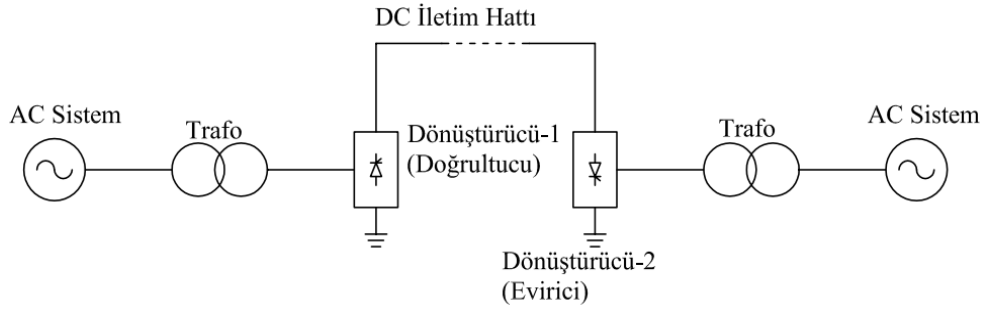 DC İletim Hattı
AC Sistem
Trafo
Dönüştürücü-1
(Doğrultucu)
Trafo
AC Sistem
Dönüştürücü-2
(Evirici)